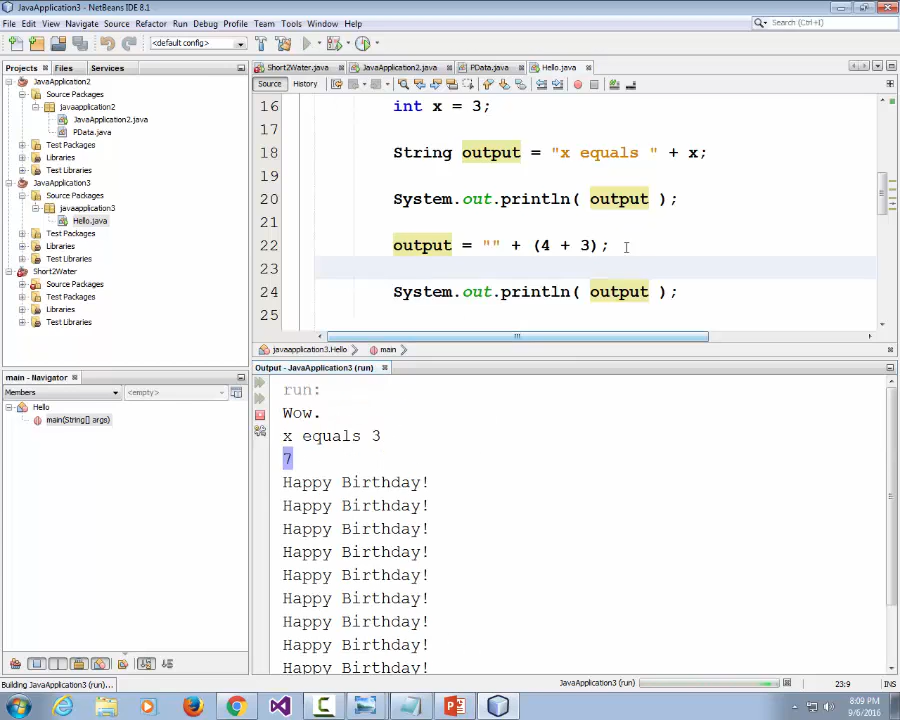 JavaApplication3 - NetBeans IDE 8.1
File Edit View Navigate Source Refactor Run Debug Profile Team Tools Window Help
<default config>
Search (Ctrl+I)
Projects Files Services
JavaApplication2
Source Packages
javaapplication2
JavaApplication2.java
PData.java
Test Packages
Libraries
Test Libraries
JavaApplication3
Source Packages
javaapplication3
Hello.java
Test Packages
Libraries
Test Libraries
Short2Water
Source Packages
Test Packages
Libraries
Test Libraries
Short2Water.java JavaApplication2.java PData.java Hello.java
Source History
16 int x = 3;
17
18 String output = "x equals " + x;
19
20 System.out.println( output );
21
22 output = "" + (4 + 3);
23
24 System.out.println( output );
25
javaapplication3.Hello main
main - Navigator
Members <empty>
Hello
main(String[] args)
Output - JavaApplication3 (run)
run:
Wow.
x equals 3
7
Happy Birthday!
Happy Birthday!
Happy Birthday!
Happy Birthday!
Happy Birthday!
Happy Birthday!
Happy Birthday!
Happy Birthday!
Happy Birthday!
Building JavaApplication3 (run)...
JavaApplication3 (run)
23:9 INS
8:09 PM
9/6/2016